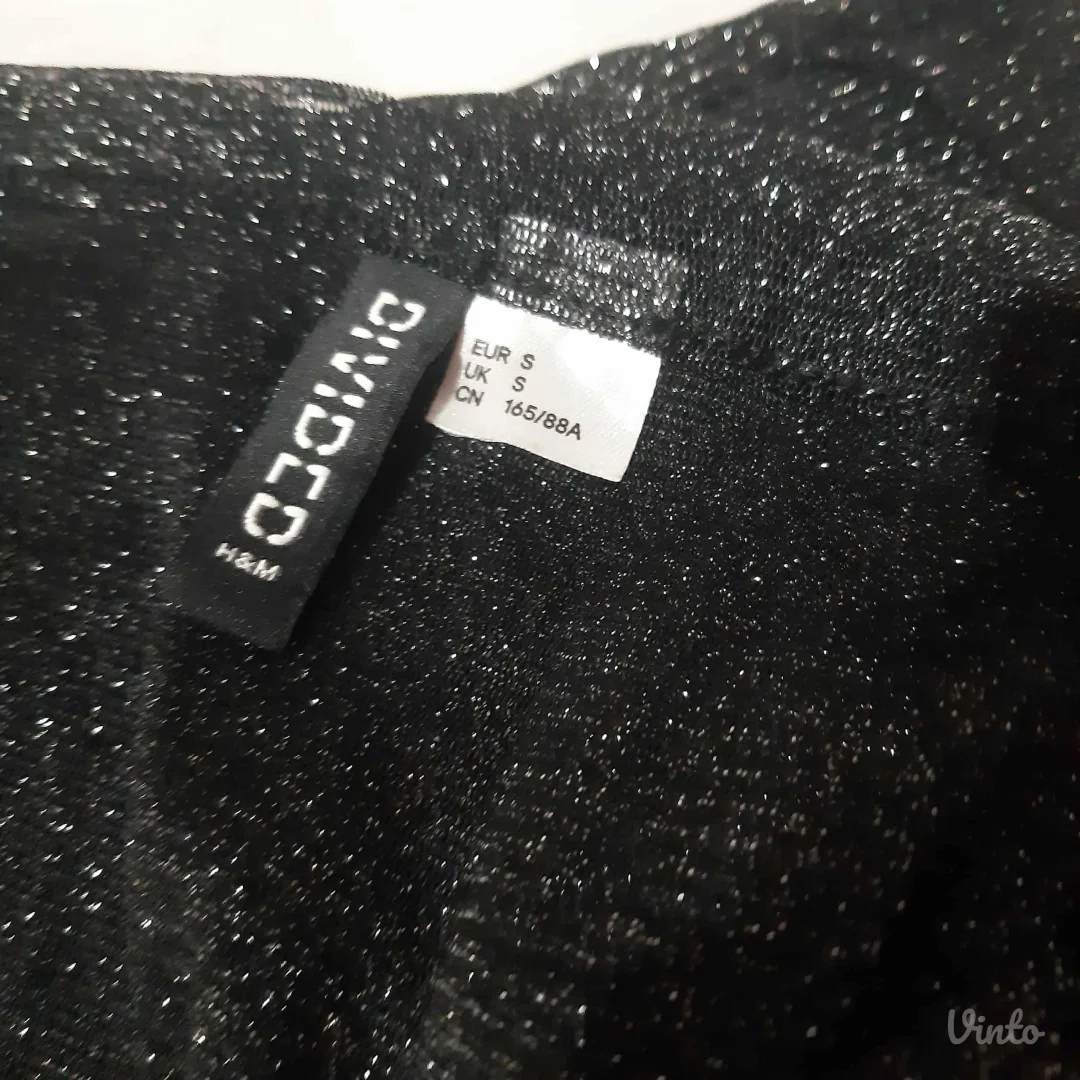 DIVIDED
H&M
EUR S
UK S
CN 165/88A
Vinto